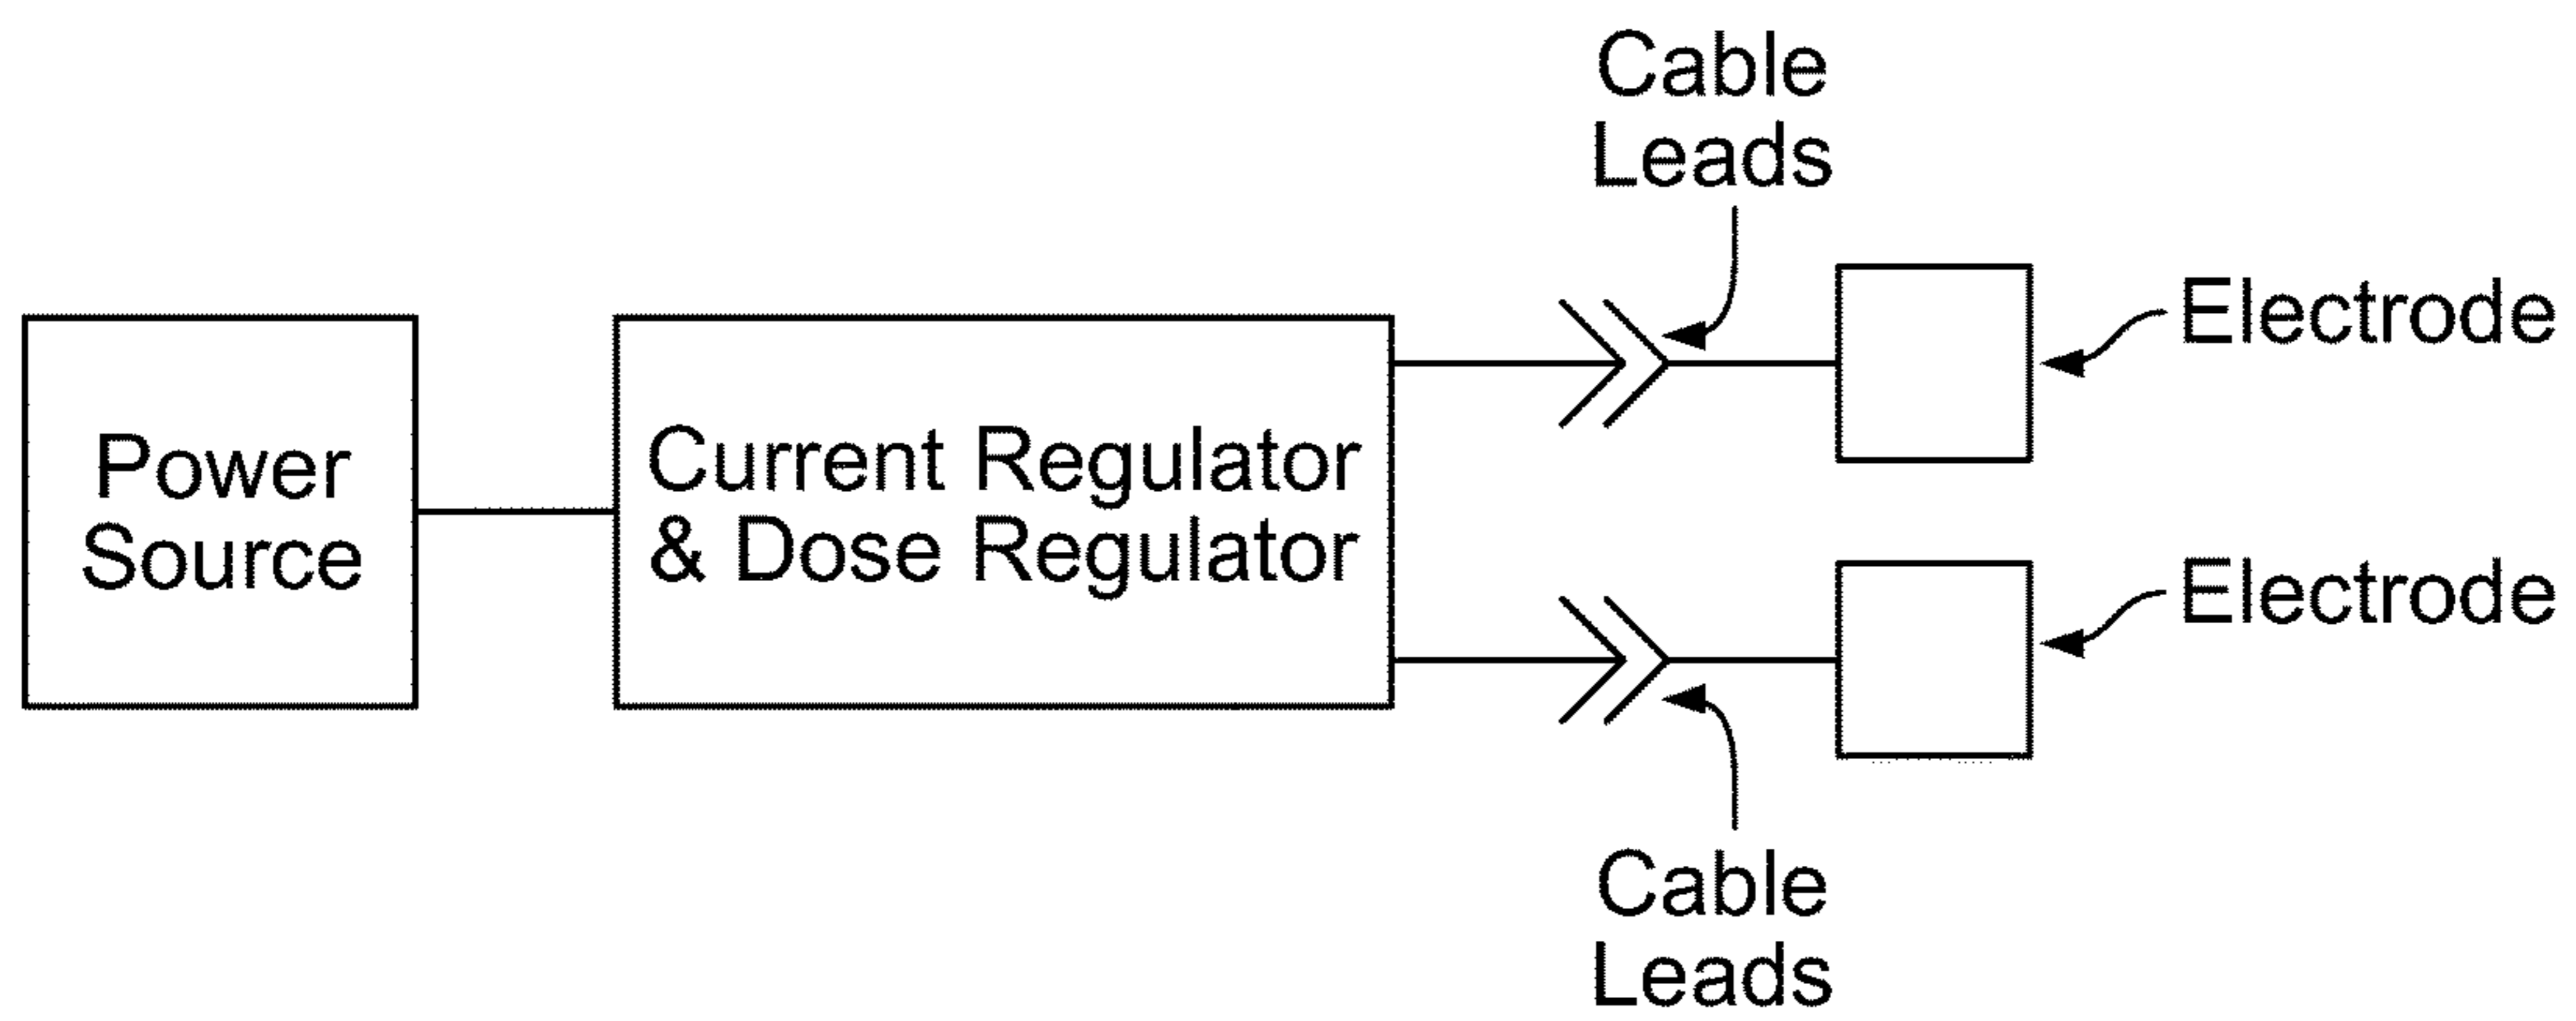 Cable
Leads
Electrode
Power
Source
Current Regulator
& Dose Regulator
Electrode
Cable
Leads